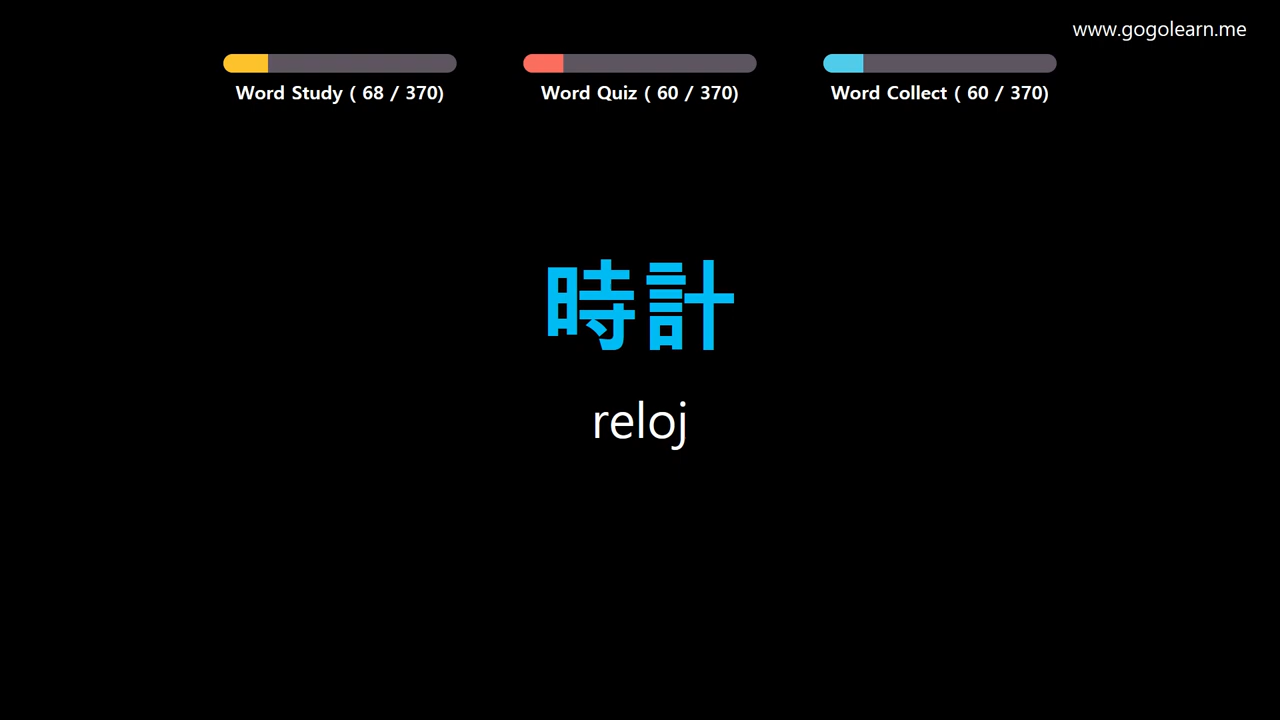 www.gogolearn.me
Word Study ( 68 / 370)
Word Quiz ( 60 / 370)
Word Collect ( 60 / 370)
時計
reloj